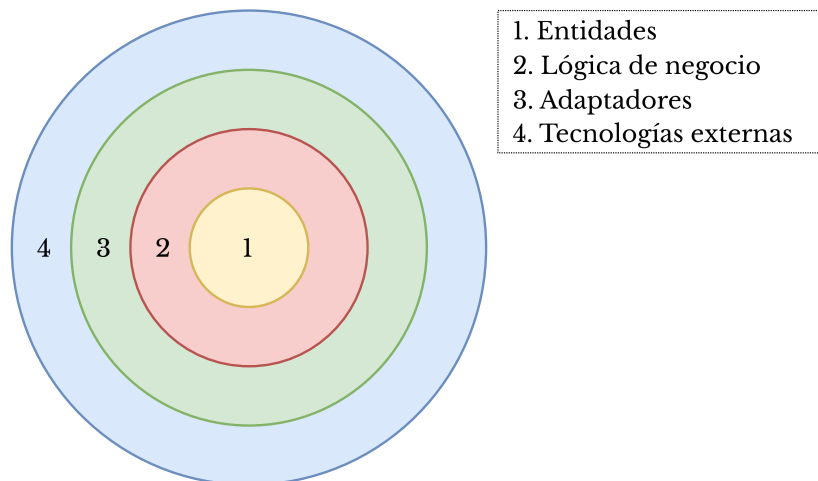 1. Entidades
2. Lógica de negocio
3. Adaptadores
4. Tecnologías externas
4 3 2 1